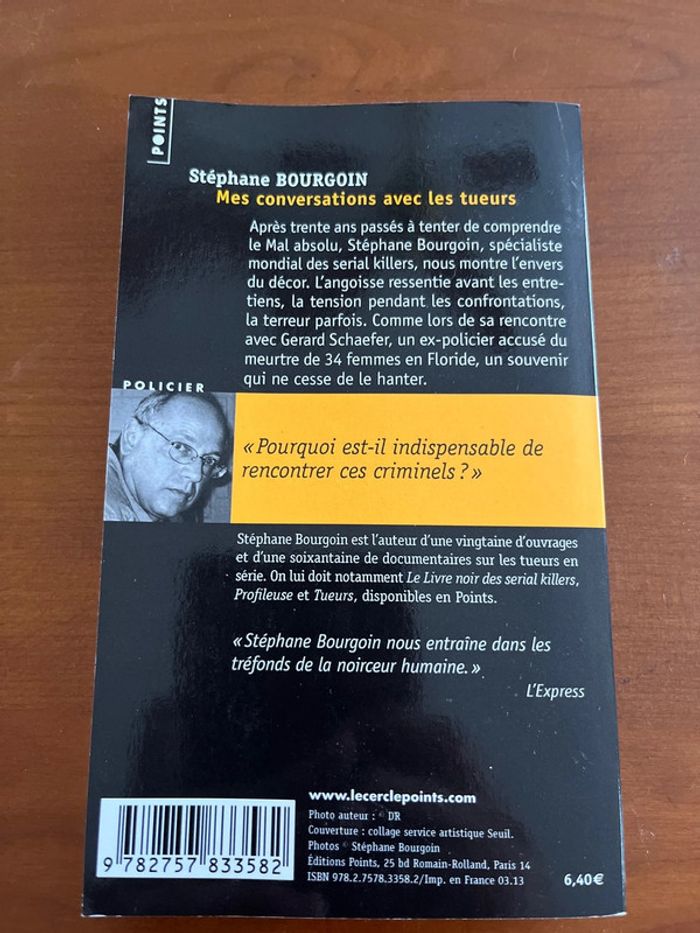 POINTS
Stéphane BOURGOIN
Mes conversations avec les tueurs
Après trente ans passés à tenter de comprendre
le Mal absolu, Stéphane Bourgoin, spécialiste
mondial des serial killers, nous montre l’envers
du décor. L’angoisse ressentie avant les entre-
tiens, la tension pendant les confrontations,
la terreur parfois. Comme lors de sa rencontre
avec Gerard Schaefer, un ex-policier accusé du
meurtre de 34 femmes en Floride, un souvenir
qui ne cesse de le hanter.
POLICIER
« Pourquoi est-il indispensable de
rencontrer ces criminels ? »
Stéphane Bourgoin est l’auteur d’une vingtaine d’ouvrages
et d’une soixantaine de documentaires sur les tueurs en
série. On lui doit notamment Le Livre noir des serial killers,
Profileuse et Tueurs, disponibles en Points.
« Stéphane Bourgoin nous entraîne dans les
tréfonds de la noirceur humaine. »
L’Express
www.lecerclepoints.com
Photo auteur : © DR
Couverture : collage service artistique Seuil.
Photos © Stéphane Bourgoin
Éditions Points, 25 bd Romain-Rolland, Paris 14
ISBN 978.2.7578.3358.2/Imp. en France 03.13
6,40€
9 782757 833582